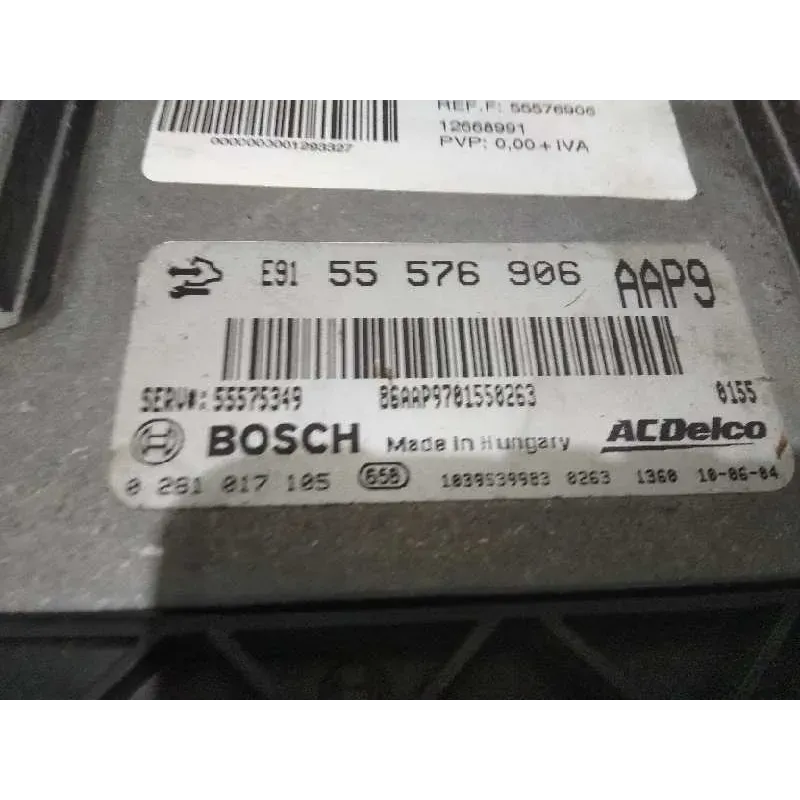 REF.F: 55576906
12668991
0000000001293327
PVP: 0,00 + IVA
E91 55 576 906 AAP9
SERV#: 55575349 86AAP9701550263 0155
BOSCH Made in Hungary ACDelco
0 281 017 105 658 1039S39983 0263 1360 10-06-04